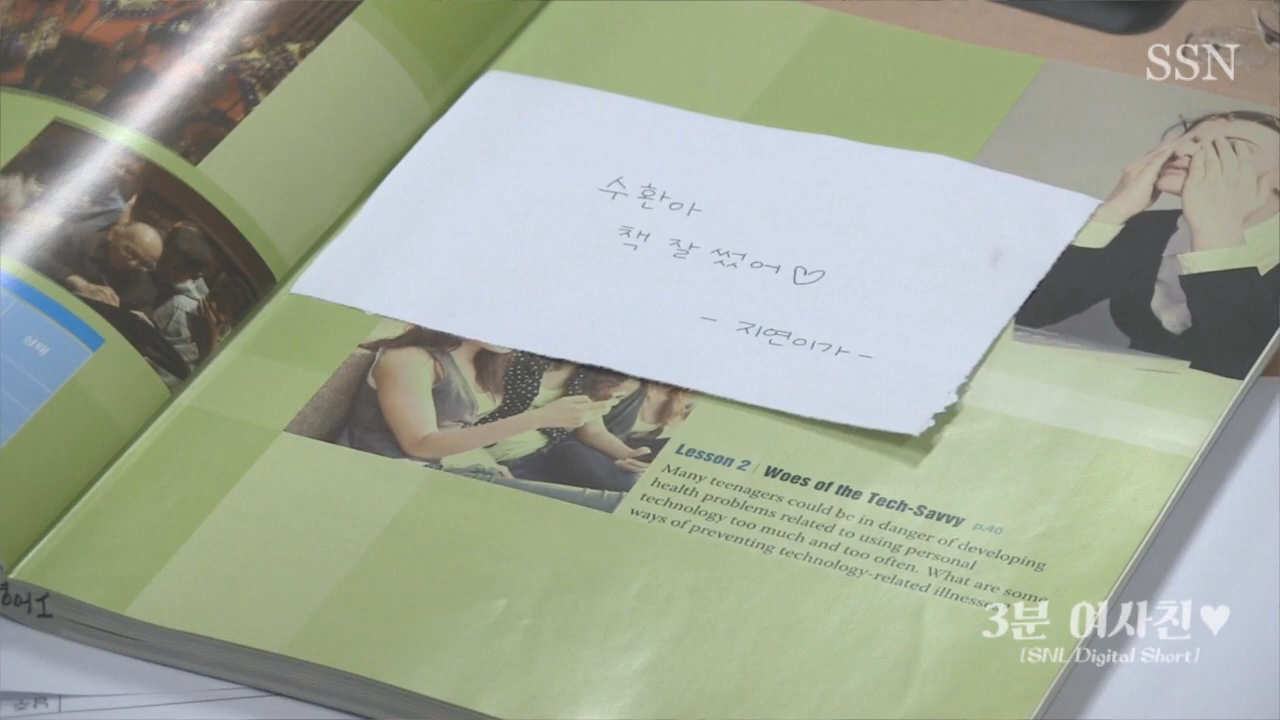 SSN
수환아
책 잘 썼어♡
- 지연이가 -
Lesson 2 | Woes of the Tech-Savvy p.40
Many teenagers could be in danger of developing
health problems related to using personal
technology too much and too often. What are some
ways of preventing technology-related illnesses
3분 여사친♥
[SNL Digital Short]